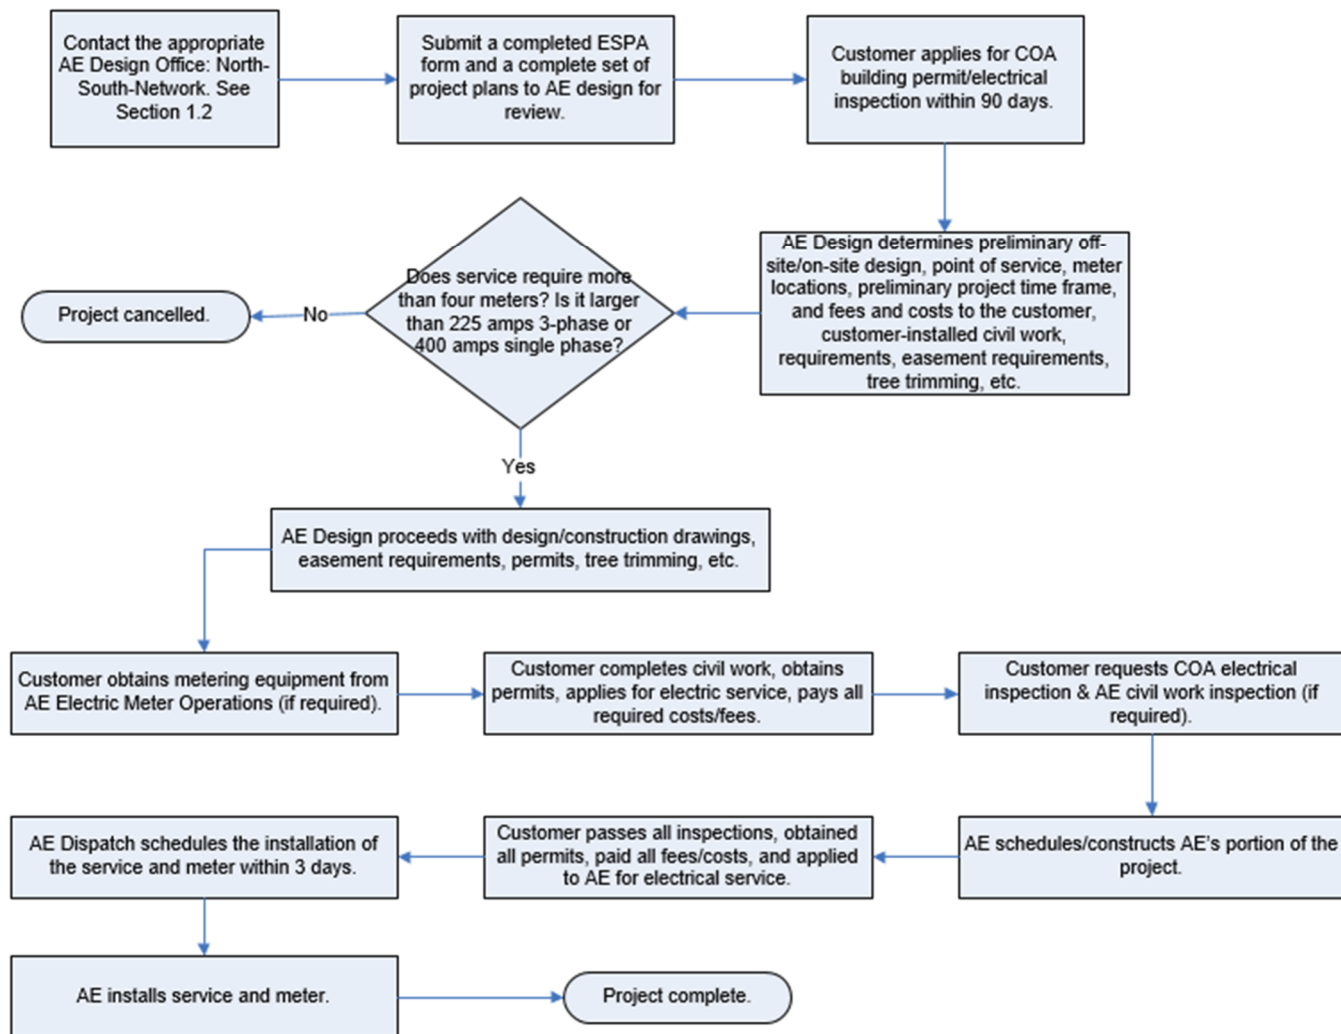 Contact the appropriate
AE Design Office: North-
South-Network. See
Section 1.2
Submit a completed ESPA
form and a complete set of
project plans to AE design for
review.
Customer applies for COA
building permit/electrical
inspection within 90 days.
AE Design determines preliminary off-
site/on-site design, point of service, meter
locations, preliminary project time frame,
and fees and costs to the customer,
customer-installed civil work,
requirements, easement requirements,
tree trimming, etc.
Does service require more
than four meters? Is it larger
than 225 amps 3-phase or
400 amps single phase?
No
Project cancelled.
Yes
AE Design proceeds with design/construction drawings,
easement requirements, permits, tree trimming, etc.
Customer obtains metering equipment from
AE Electric Meter Operations (if required).
Customer completes civil work, obtains
permits, applies for electric service, pays all
required costs/fees.
Customer requests COA electrical
inspection & AE civil work inspection (if
required).
AE schedules/constructs AE's portion of the
project.
Customer passes all inspections, obtained
all permits, paid all fees/costs, and applied
to AE for electrical service.
AE Dispatch schedules the installation of
the service and meter within 3 days.
AE installs service and meter.
Project complete.